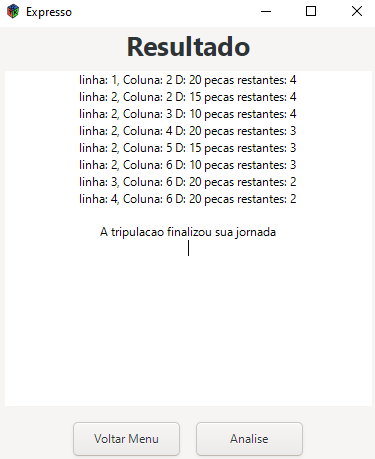 Expresso
Resultado
linha: 1, Coluna: 2 D: 20 pecas restantes: 4
linha: 2, Coluna: 2 D: 15 pecas restantes: 4
linha: 2, Coluna: 3 D: 10 pecas restantes: 4
linha: 2, Coluna: 4 D: 20 pecas restantes: 3
linha: 2, Coluna: 5 D: 15 pecas restantes: 3
linha: 2, Coluna: 6 D: 10 pecas restantes: 3
linha: 3, Coluna: 6 D: 20 pecas restantes: 2
linha: 4, Coluna: 6 D: 20 pecas restantes: 2
A tripulacao finalizou sua jornada
Voltar Menu
Analise